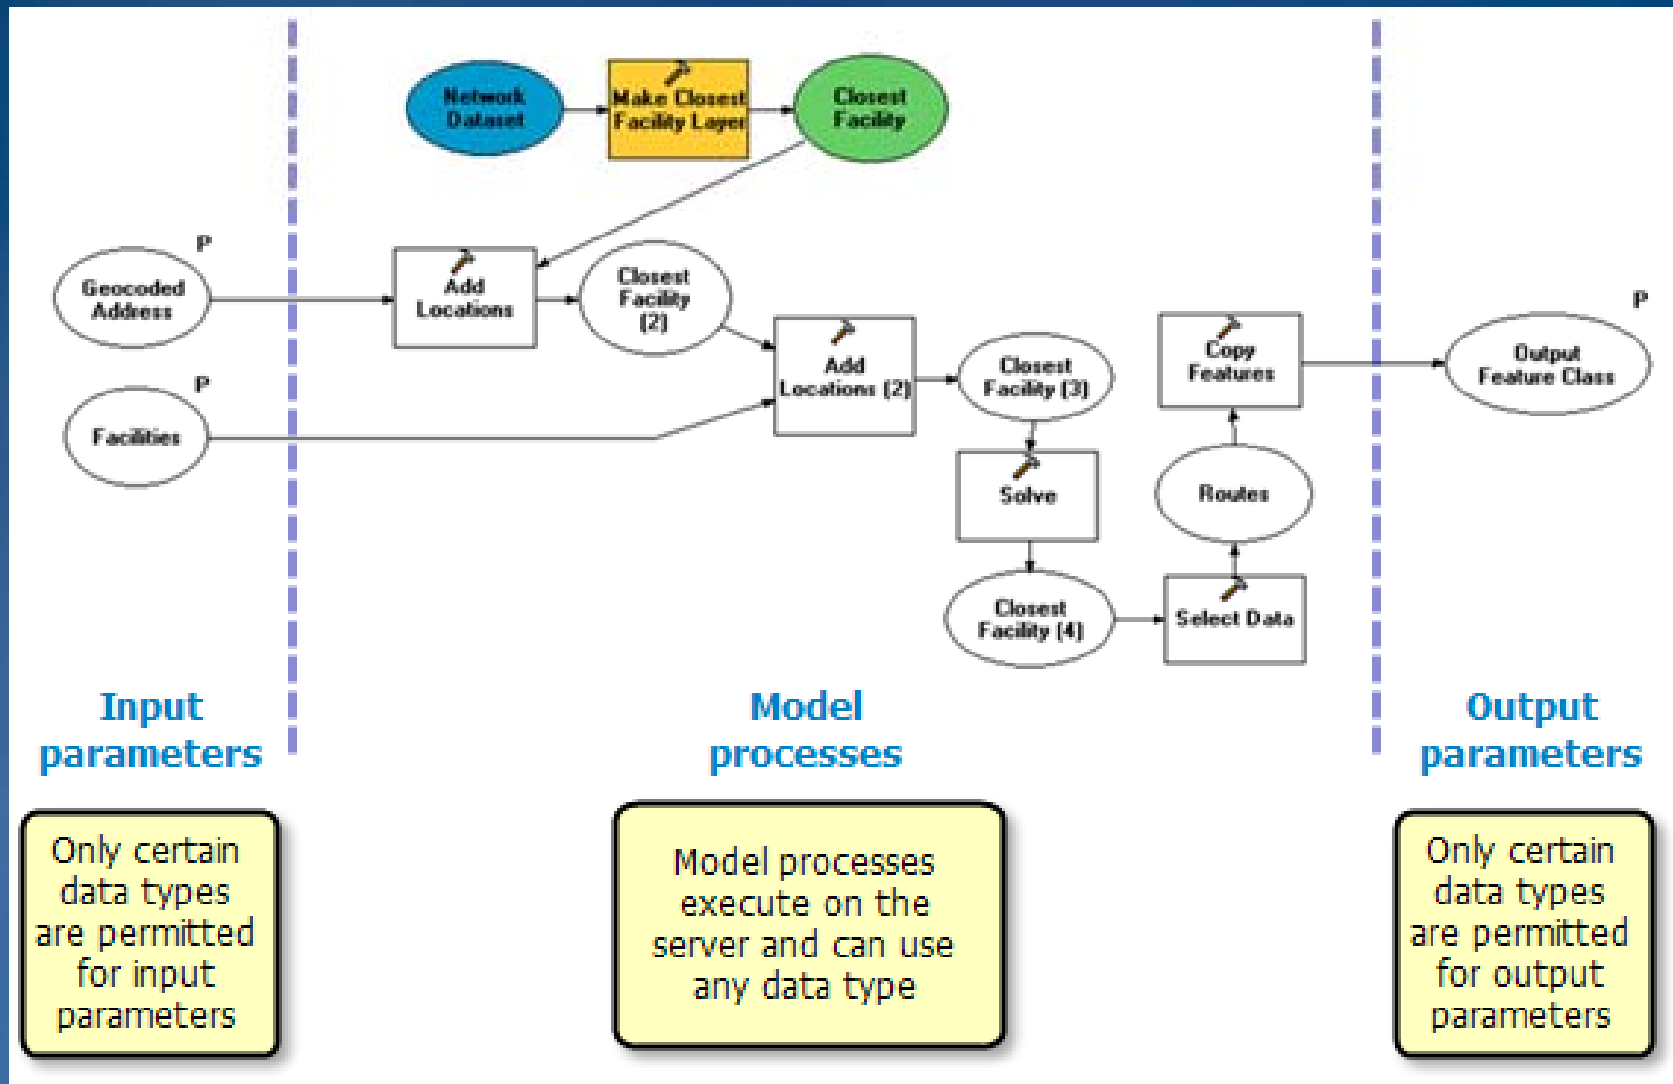 Network
Dataset
Make Closest
Facility Layer
Closest
Facility
P
Geocoded
Address
Add
Locations
Closest
Facility
(2)
P
Facilities
Add
Locations (2)
Closest
Facility (3)
Copy
Features
P
Output
Feature Class
Solve
Routes
Closest
Facility (4)
Select Data
Input
parameters
Model
processes
Output
parameters
Only certain
data types
are permitted
for input
parameters
Model processes
execute on the
server and can use
any data type
Only certain
data types
are permitted
for output
parameters